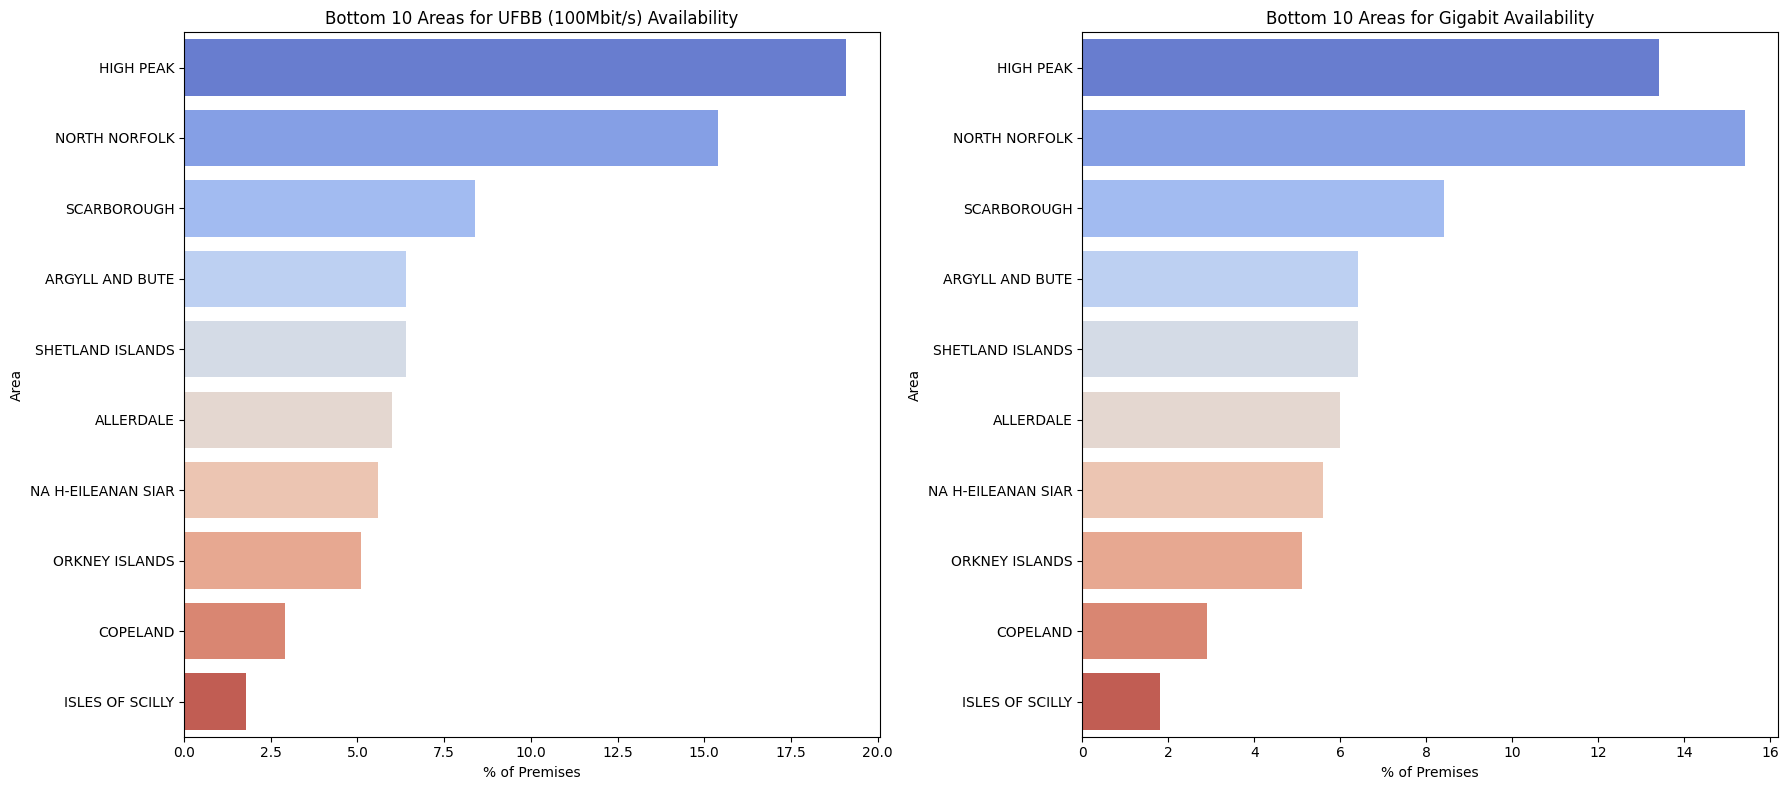 Bottom 10 Areas for UFBB (100Mbit/s) Availability
HIGH PEAK
NORTH NORFOLK
SCARBOROUGH
ARGYLL AND BUTE
SHETLAND ISLANDS
ALLERDALE
NA H-EILEANAN SIAR
ORKNEY ISLANDS
COPELAND
ISLES OF SCILLY
Area
0.0 2.5 5.0 7.5 10.0 12.5 15.0 17.5 20.0
% of Premises
Bottom 10 Areas for Gigabit Availability
HIGH PEAK
NORTH NORFOLK
SCARBOROUGH
ARGYLL AND BUTE
SHETLAND ISLANDS
ALLERDALE
NA H-EILEANAN SIAR
ORKNEY ISLANDS
COPELAND
ISLES OF SCILLY
Area
0 2 4 6 8 10 12 14 16
% of Premises